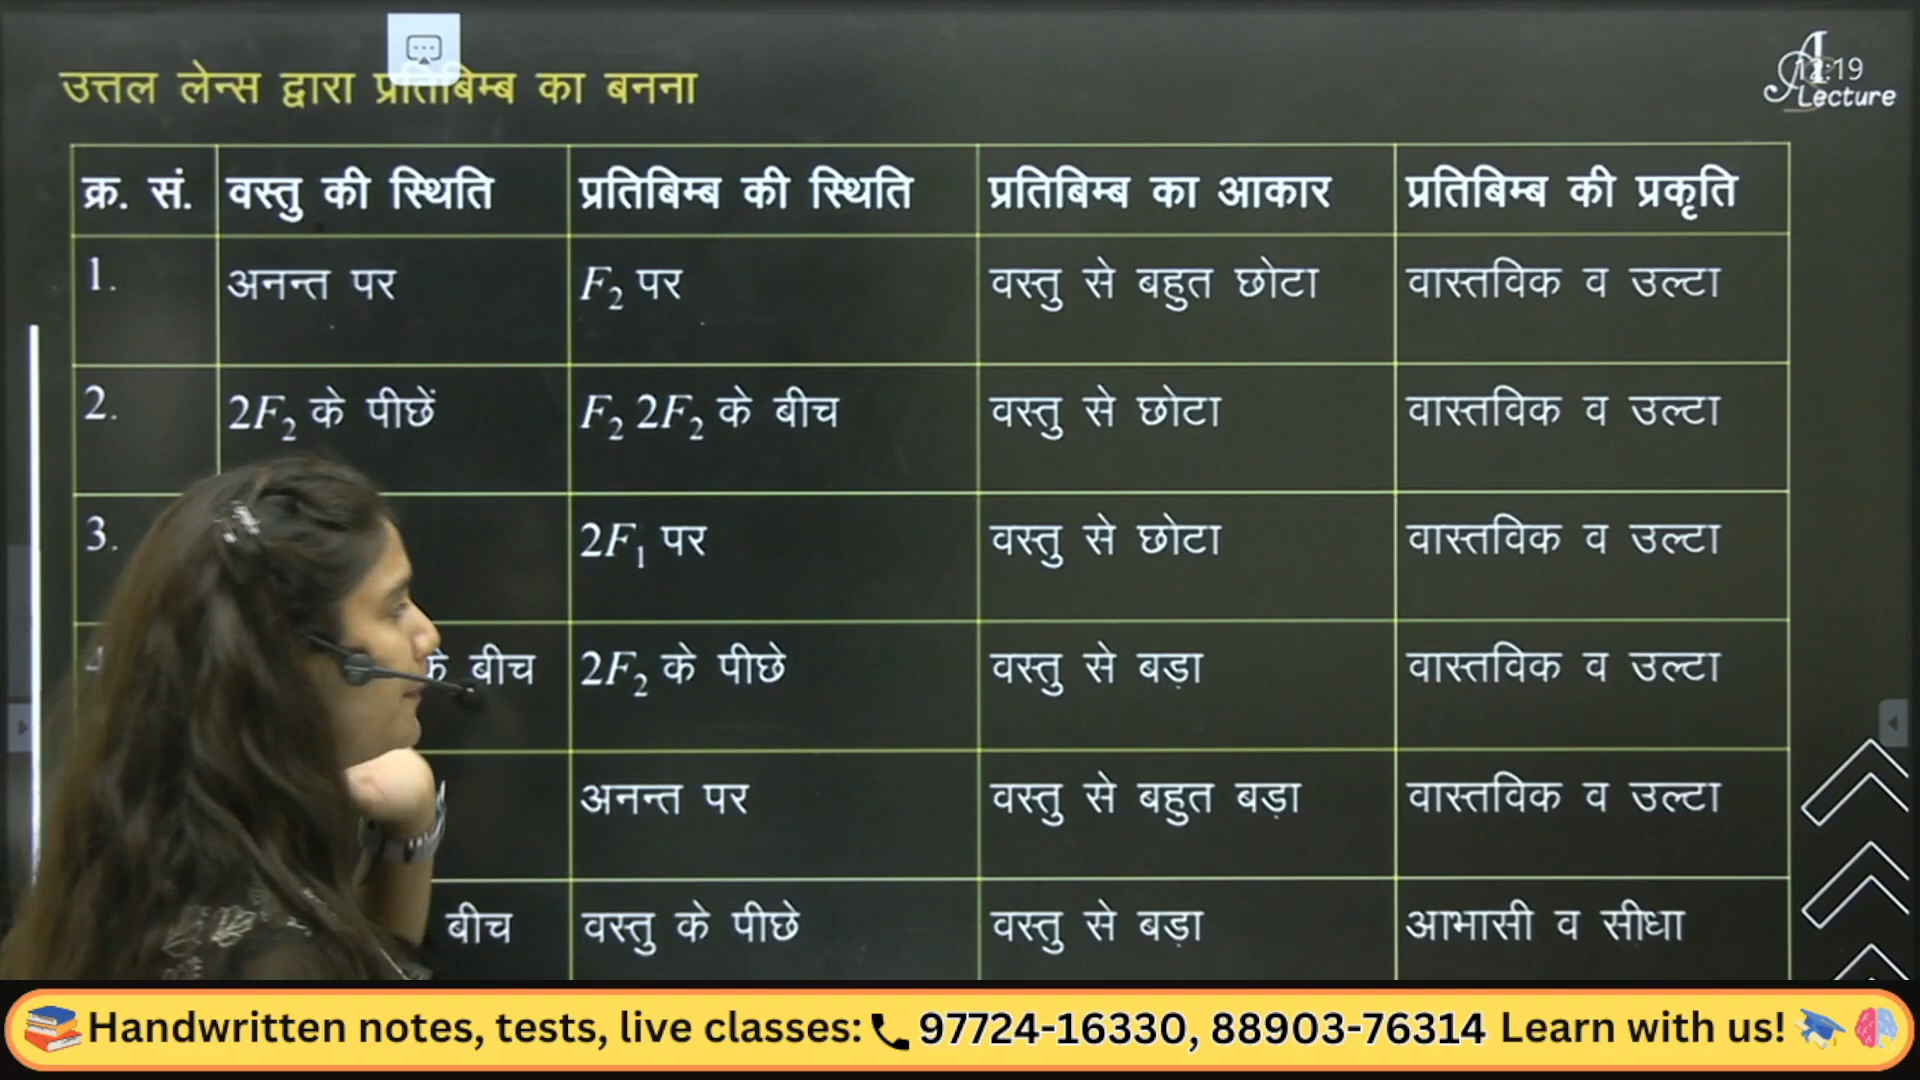 उत्तल लेन्स द्वारा प्रतिबिम्ब का बनना
12:19
Lecture
क्र. सं. वस्तु की स्थिति प्रतिबिम्ब की स्थिति प्रतिबिम्ब का आकार प्रतिबिम्ब की प्रकृति
1. अनन्त पर F₂ पर वस्तु से बहुत छोटा वास्तविक व उल्टा
2. 2F₂ के पीछें F₂ 2F₂ के बीच वस्तु से छोटा वास्तविक व उल्टा
3. 2F₁ पर वस्तु से छोटा वास्तविक व उल्टा
के बीच 2F₂ के पीछे वस्तु से बड़ा वास्तविक व उल्टा
अनन्त पर वस्तु से बहुत बड़ा वास्तविक व उल्टा
बीच वस्तु के पीछे वस्तु से बड़ा आभासी व सीधा
Handwritten notes, tests, live classes: 97724-16330, 88903-76314 Learn with us!